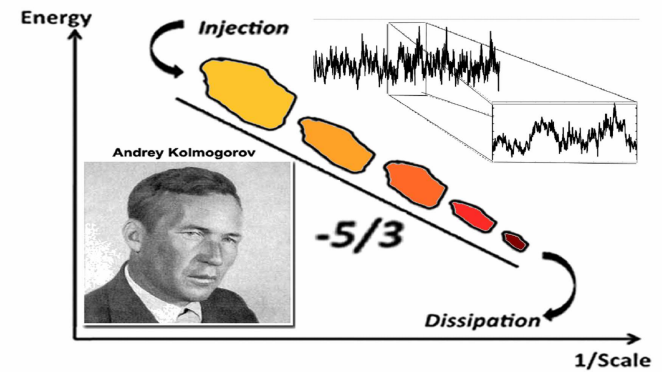 Energy
Injection
Andrey Kolmogorov
-5/3
Dissipation
1/Scale